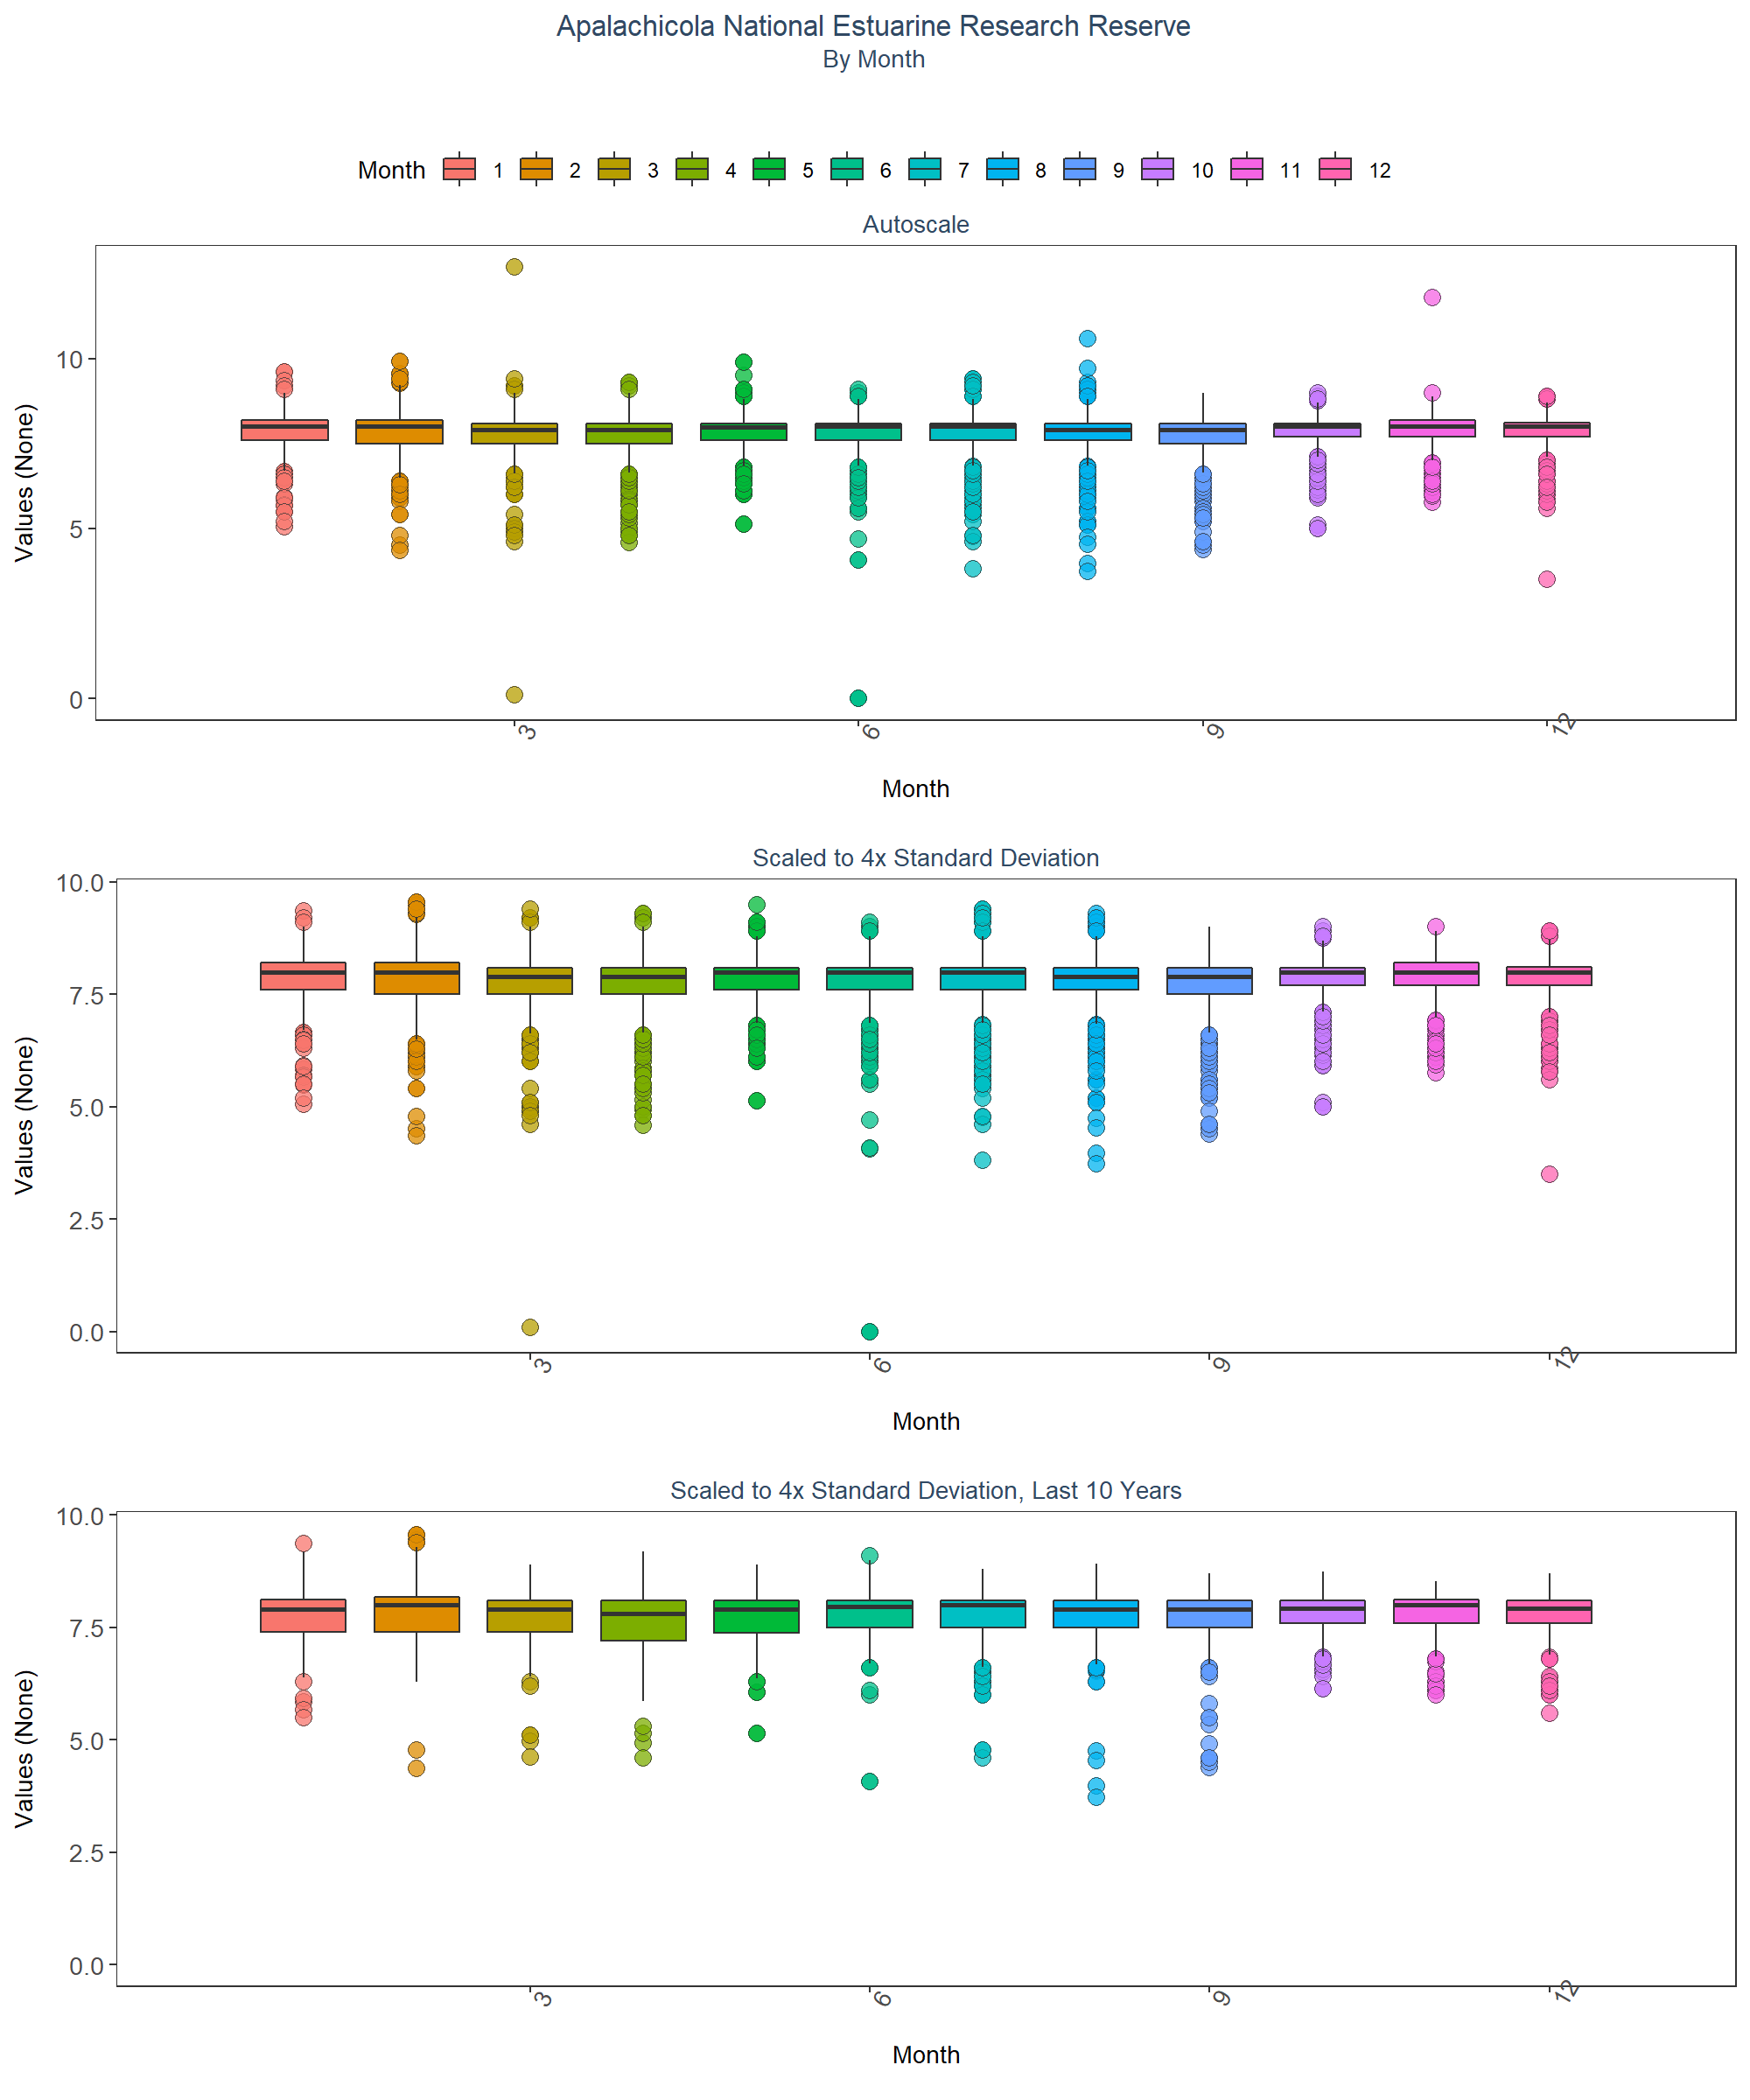 Apalachicola National Estuarine Research Reserve
By Month
Month 1 2 3 4 5 6 7 8 9 10 11 12
Autoscale
Values (None)
10
5
0
3 6 9 12
Month
Scaled to 4x Standard Deviation
Values (None)
10.0
7.5
5.0
2.5
0.0
3 6 9 12
Month
Scaled to 4x Standard Deviation, Last 10 Years
Values (None)
10.0
7.5
5.0
2.5
0.0
3 6 9 12
Month